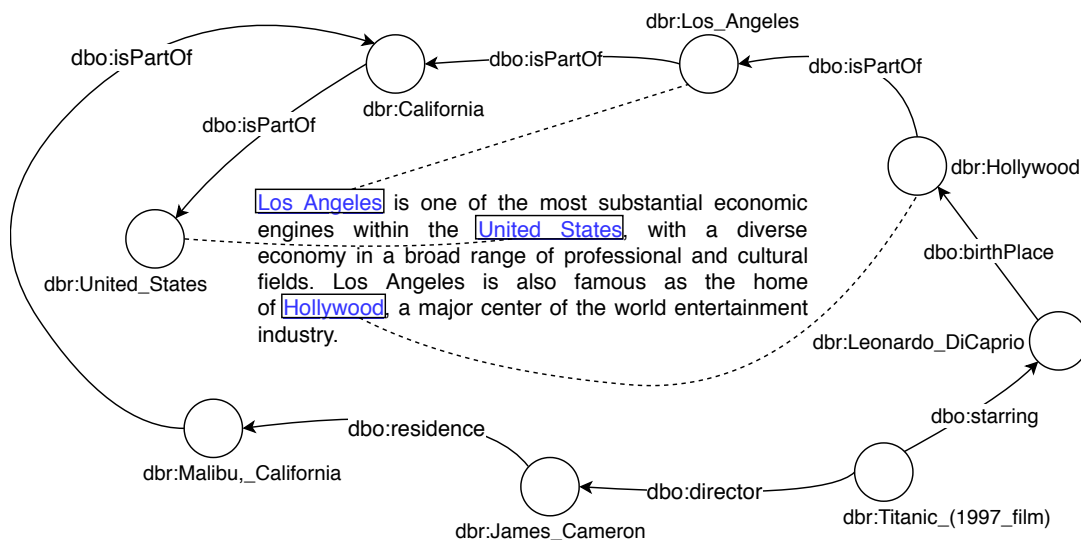 dbr:Los_Angeles
dbo:isPartOf
dbo:isPartOf
dbo:isPartOf
dbr:California
dbo:isPartOf
dbr:Hollywood
Los Angeles is one of the most substantial economic
engines within the United States, with a diverse
economy in a broad range of professional and cultural
fields. Los Angeles is also famous as the home
of Hollywood, a major center of the world entertainment
industry.
dbr:United_States
dbo:birthPlace
dbr:Leonardo_DiCaprio
dbo:starring
dbo:residence
dbr:Malibu,_California
dbo:director
dbr:James_Cameron
dbr:Titanic_(1997_film)